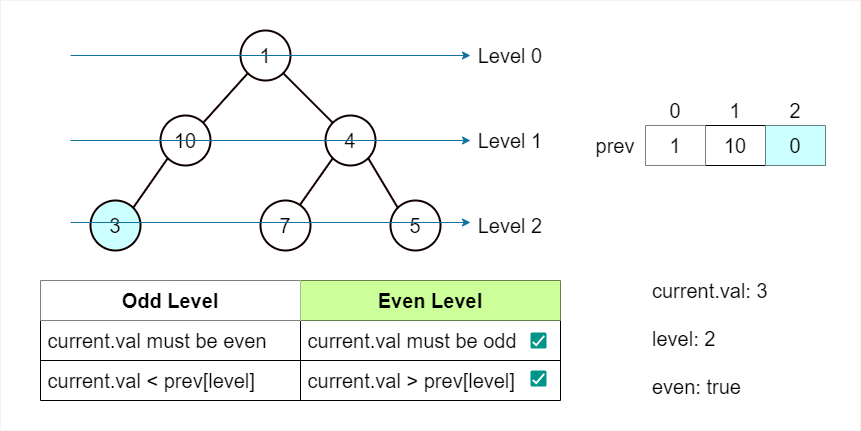 1
Level 0
10
4
Level 1
3
7
5
Level 2
0 1 2
prev 1 10 0
Odd Level Even Level
current.val must be even current.val must be odd
current.val < prev[level] current.val > prev[level]
current.val: 3
level: 2
even: true